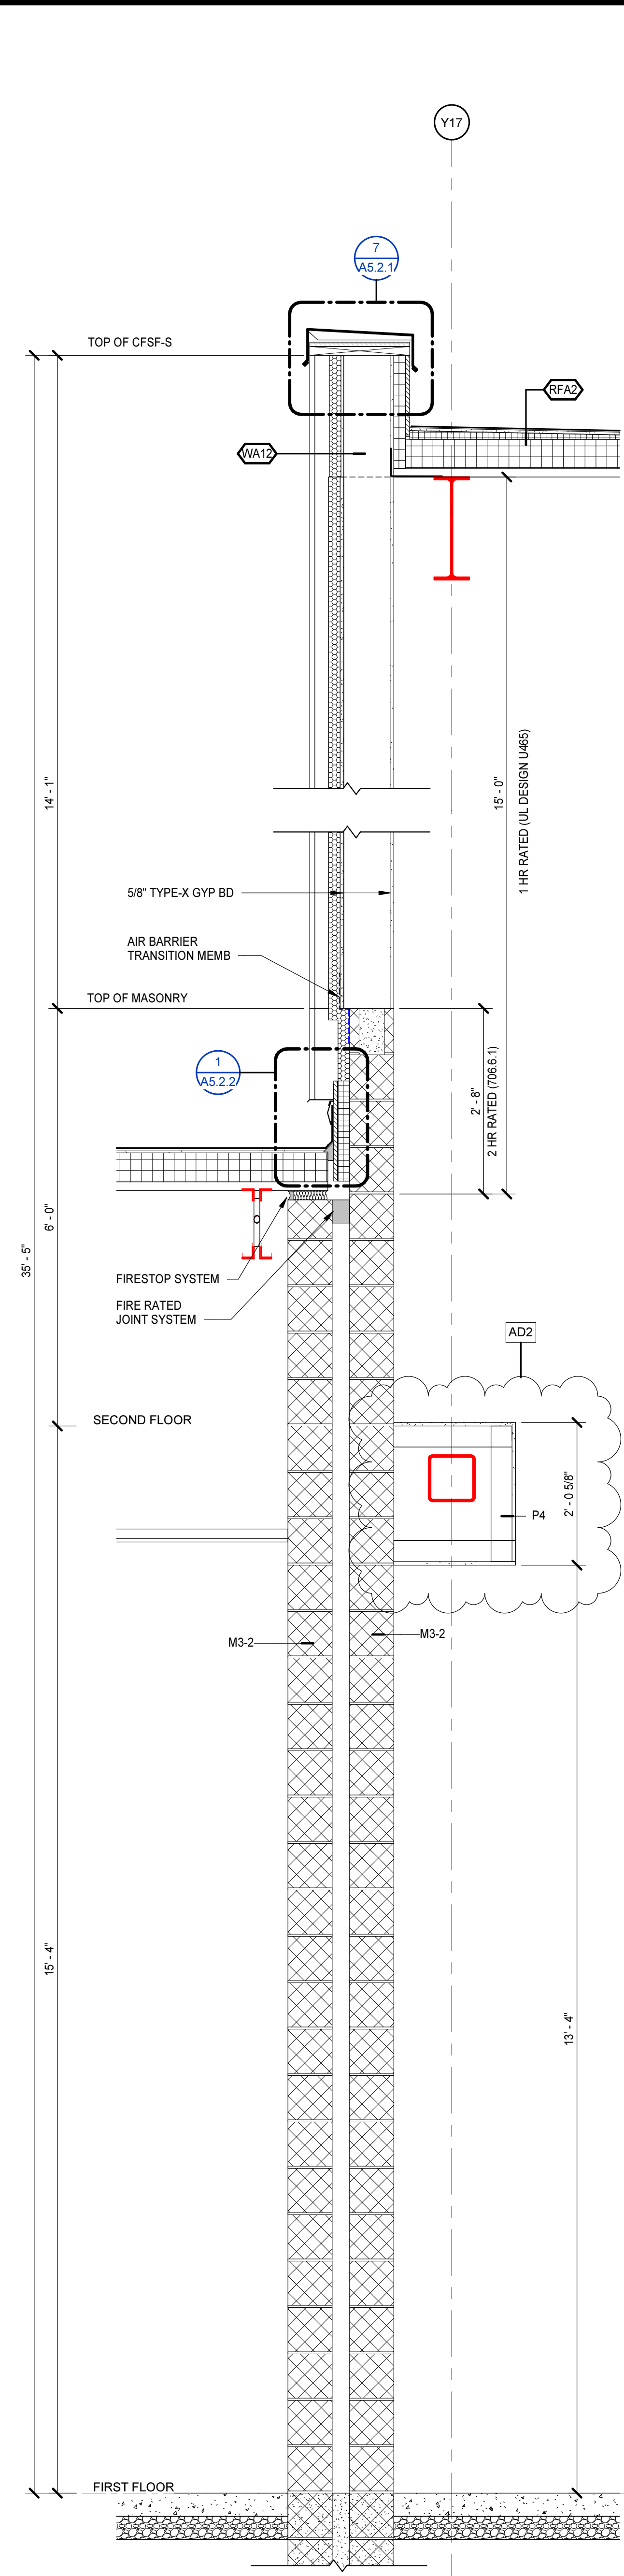 Y17
7
A5.2.1
TOP OF CFSF-S
RFA2
WA12
14' - 1"
15' - 0"
1 HR RATED (UL DESIGN U465)
5/8" TYPE-X GYP BD
AIR BARRIER
TRANSITION MEMB
TOP OF MASONRY
1
A5.2.2
2' - 8"
2 HR RATED (706.6.1)
6' - 0"
35' - 5"
FIRESTOP SYSTEM
FIRE RATED
JOINT SYSTEM
AD2
SECOND FLOOR
2' - 0 5/8"
P4
M3-2
M3-2
15' - 4"
13' - 4"
FIRST FLOOR